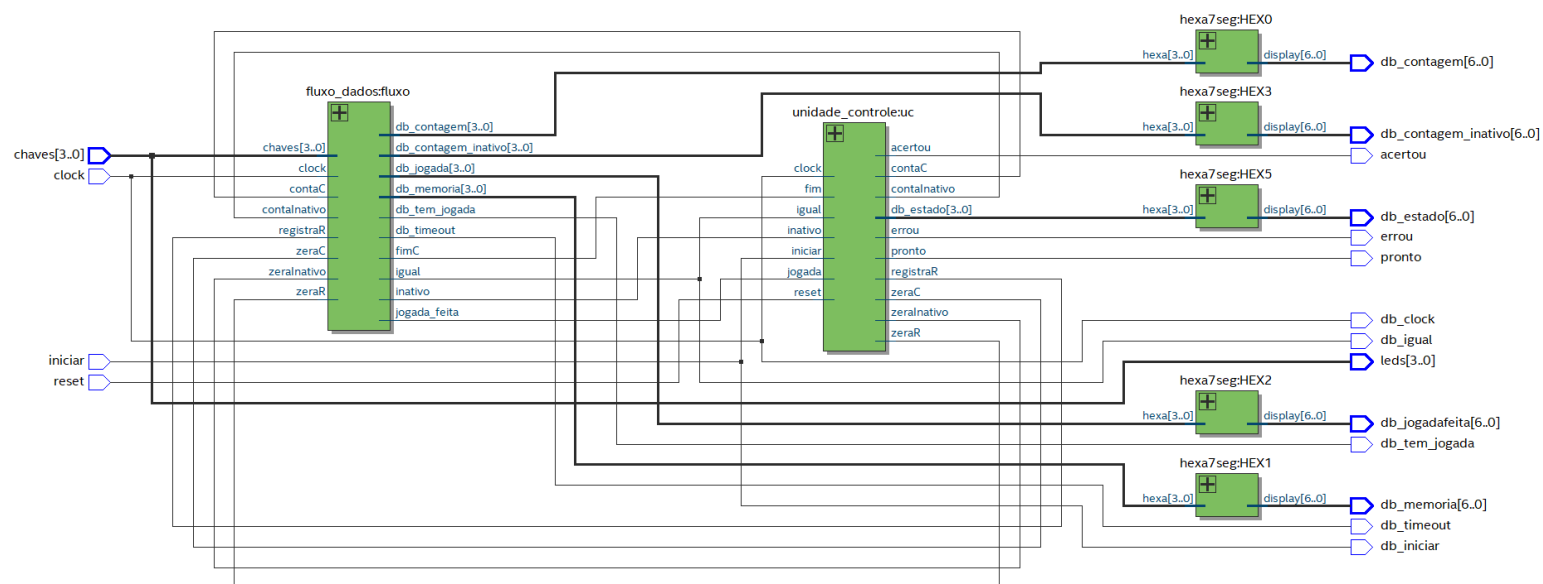 hexa7seg:HEX0
hexa[3..0] display[6..0]
db_contagem[6..0]
fluxo_dados:fluxo
hexa7seg:HEX3
unidade_controle:uc
db_contagem[3..0]
hexa[3..0] display[6..0]
db_contagem_inativo[6..0]
chaves[3..0]
chaves[3..0]
db_contagem_inativo[3..0]
acertou
acertou
clock
clock
db_jogada[3..0]
clock
contaC
hexa7seg:HEX5
contaC
db_memoria[3..0]
fim
contaInativo
contaInativo
db_tem_jogada
igual
db_estado[3..0]
hexa[3..0] display[6..0]
db_estado[6..0]
registraR
db_timeout
inativo
errou
errou
zeraC
fimC
iniciar
pronto
pronto
zeraInativo
igual
jogada
registraR
zeraR
inativo
reset
zeraC
jogada_feita
zeraInativo
db_clock
zeraR
db_igual
iniciar
leds[3..0]
reset
hexa7seg:HEX2
hexa[3..0] display[6..0]
db_jogadafeita[6..0]
db_tem_jogada
hexa7seg:HEX1
hexa[3..0] display[6..0]
db_memoria[6..0]
db_timeout
db_iniciar